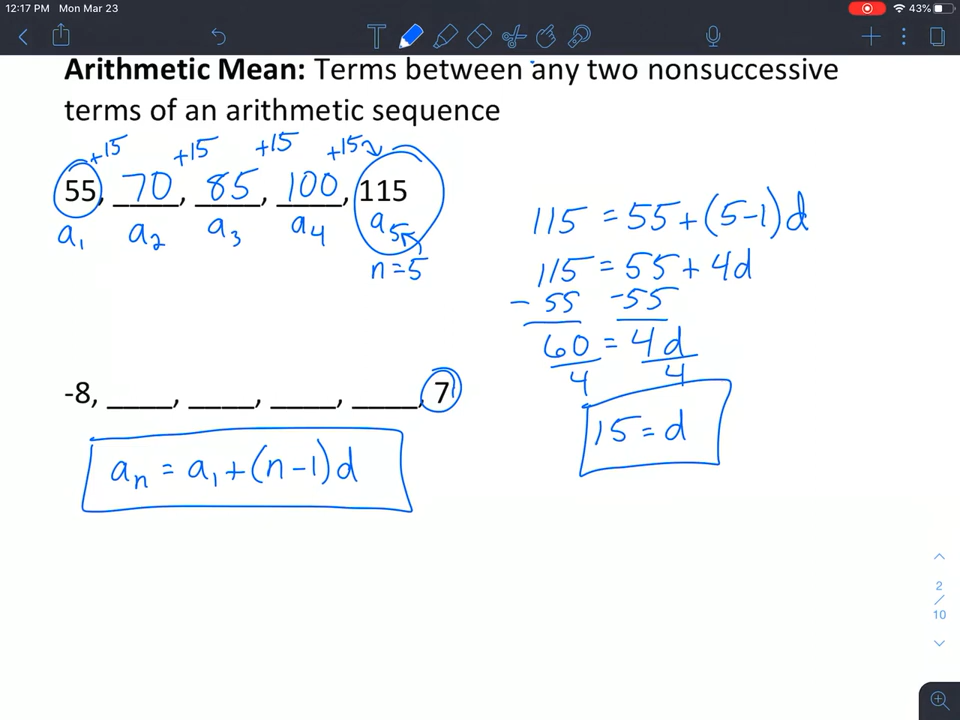 12:17 PM Mon Mar 23
43%
Arithmetic Mean: Terms between any two nonsuccessive
terms of an arithmetic sequence
+15 +15 +15 +15
55, 70, 85, 100, 115
a₁ a₂ a₃ a₄ a₅
n = 5
115 = 55 + (5-1)d
115 = 55 + 4d
- 55 -55
60 = 4d
4 4
15 = d
-8, ____, ____, ____, ____, 7
aₙ = a₁ + (n-1)d
2
/
10